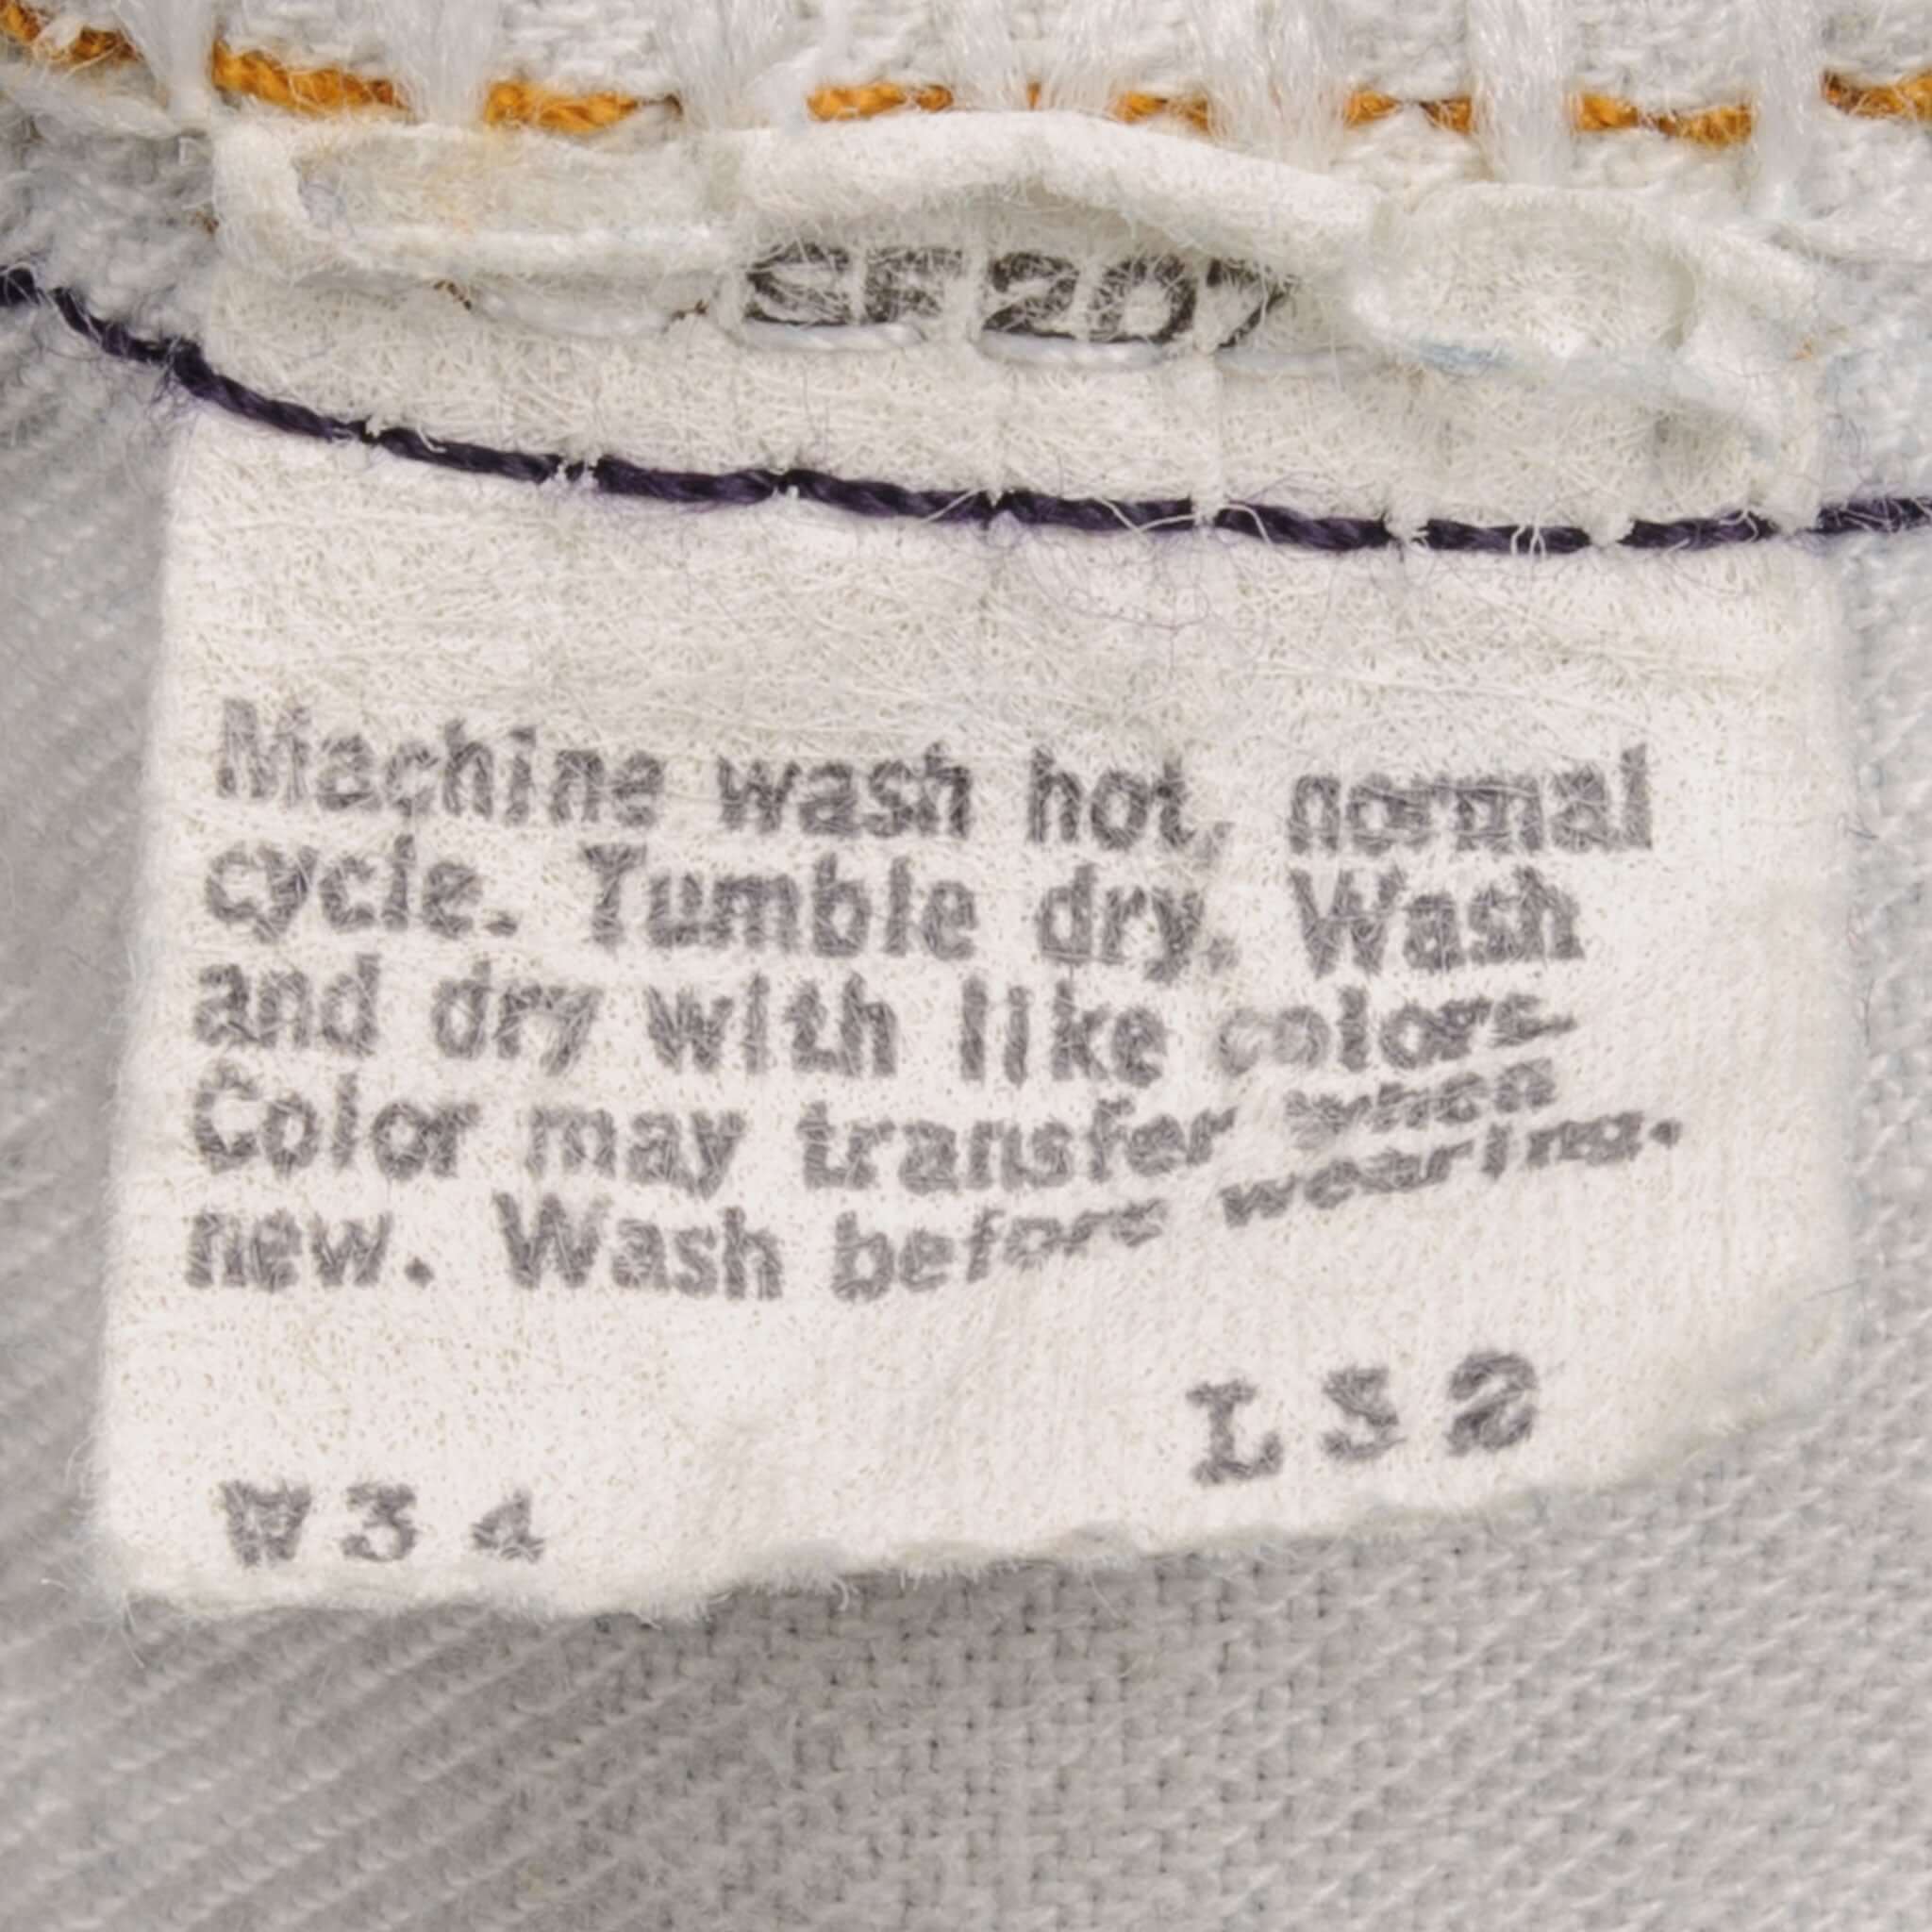 SF207
Machine wash hot, normal
cycle. Tumble dry. Wash
and dry with like colors.
Color may transfer when
new. Wash before wearing.
W34 L32